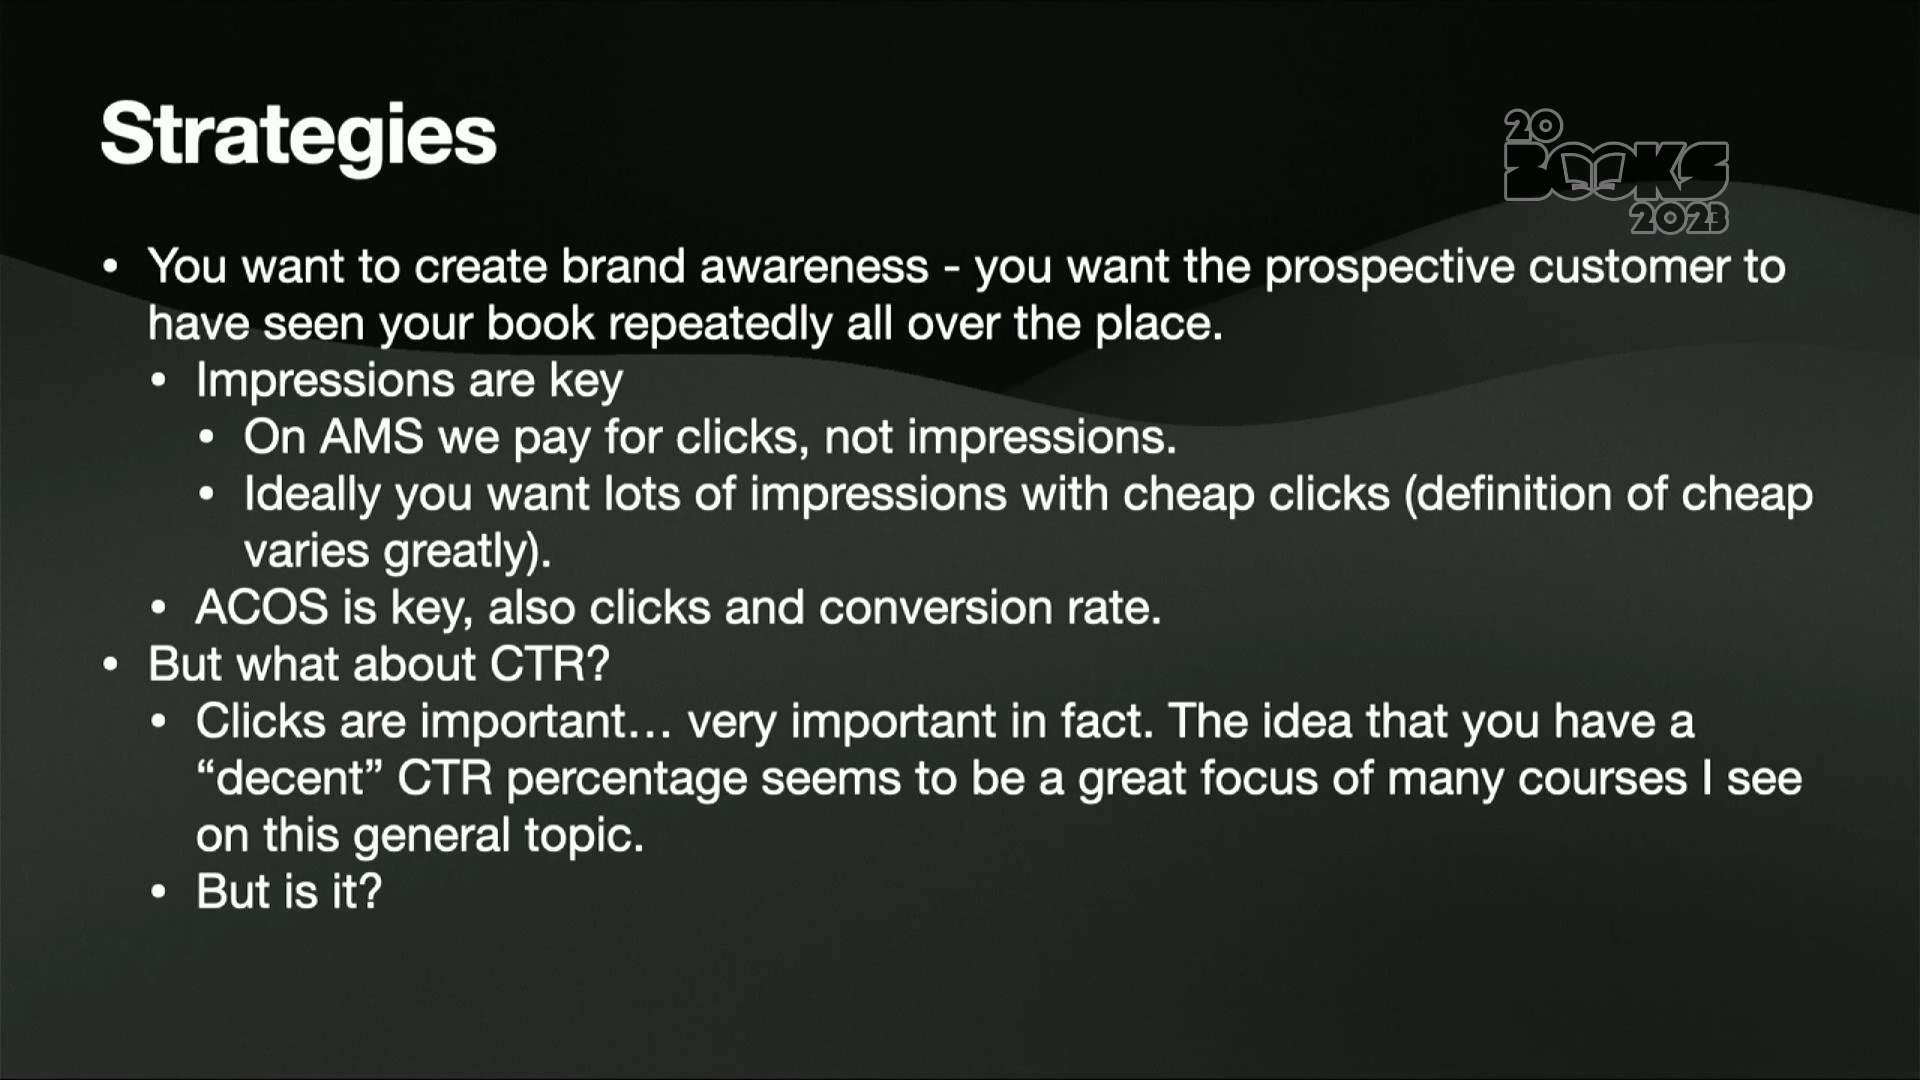 Strategies
20
BOOKS
2023
• You want to create brand awareness - you want the prospective customer to
have seen your book repeatedly all over the place.
• Impressions are key
• On AMS we pay for clicks, not impressions.
• Ideally you want lots of impressions with cheap clicks (definition of cheap
varies greatly).
• ACOS is key, also clicks and conversion rate.
• But what about CTR?
• Clicks are important… very important in fact. The idea that you have a
“decent” CTR percentage seems to be a great focus of many courses I see
on this general topic.
• But is it?